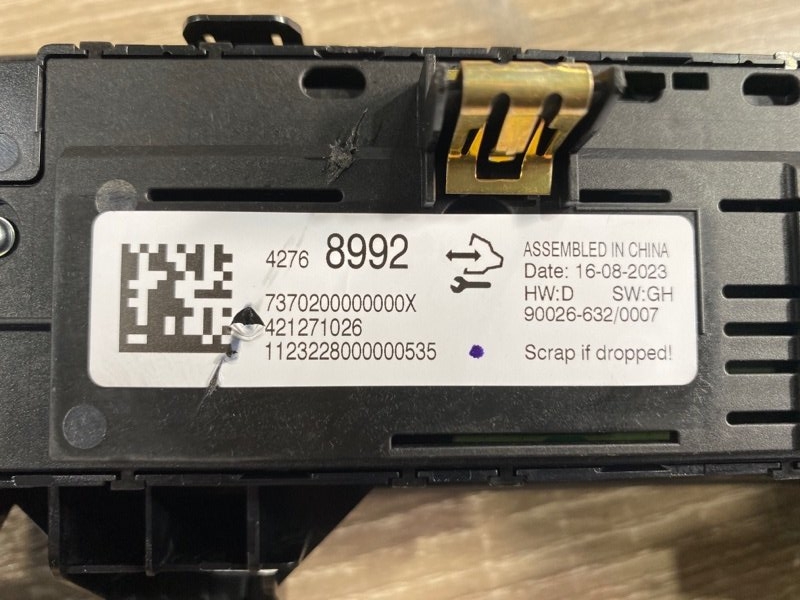 4276 8992
7370200000000X
421271026
1123228000000535
ASSEMBLED IN CHINA
Date: 16-08-2023
HW:D SW:GH
90026-632/0007
Scrap if dropped!